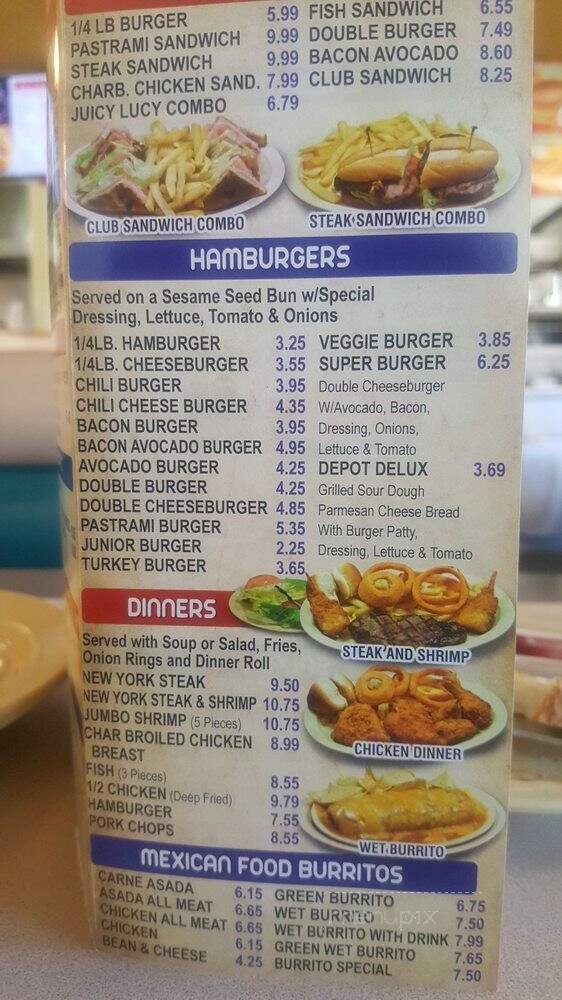 1/4 LB BURGER 5.99
PASTRAMI SANDWICH 9.99
STEAK SANDWICH 9.99
CHARB. CHICKEN SAND. 7.99
JUICY LUCY COMBO 6.79
FISH SANDWICH 6.55
DOUBLE BURGER 7.49
BACON AVOCADO 8.60
CLUB SANDWICH 8.25
CLUB SANDWICH COMBO
STEAK SANDWICH COMBO
HAMBURGERS
Served on a Sesame Seed Bun w/Special
Dressing, Lettuce, Tomato & Onions
1/4LB. HAMBURGER 3.25
1/4LB. CHEESEBURGER 3.55
CHILI BURGER 3.95
CHILI CHEESE BURGER 4.35
BACON BURGER 3.95
BACON AVOCADO BURGER 4.95
AVOCADO BURGER 4.25
DOUBLE BURGER 4.25
DOUBLE CHEESEBURGER 4.85
PASTRAMI BURGER 5.35
JUNIOR BURGER 2.25
TURKEY BURGER 3.65
VEGGIE BURGER 3.85
SUPER BURGER 6.25
Double Cheeseburger
W/Avocado, Bacon,
Dressing, Onions,
Lettuce & Tomato
DEPOT DELUX 3.69
Grilled Sour Dough
Parmesan Cheese Bread
With Burger Patty,
Dressing, Lettuce & Tomato
DINNERS
Served with Soup or Salad, Fries,
Onion Rings and Dinner Roll
NEW YORK STEAK 9.50
NEW YORK STEAK & SHRIMP 10.75
JUMBO SHRIMP (5 Pieces) 10.75
CHAR BROILED CHICKEN 8.99
BREAST
FISH (3 Pieces) 8.55
1/2 CHICKEN (Deep Fried) 9.79
HAMBURGER 7.55
PORK CHOPS 8.55
STEAK AND SHRIMP
CHICKEN DINNER
WET BURRITO
MEXICAN FOOD BURRITOS
CARNE ASADA 6.15
ASADA ALL MEAT 6.65
CHICKEN ALL MEAT 6.65
CHICKEN 6.15
BEAN & CHEESE 4.25
GREEN BURRITO 6.75
WET BURRITO 7.50
WET BURRITO WITH DRINK 7.99
GREEN WET BURRITO 7.65
BURRITO SPECIAL 7.50
menupix